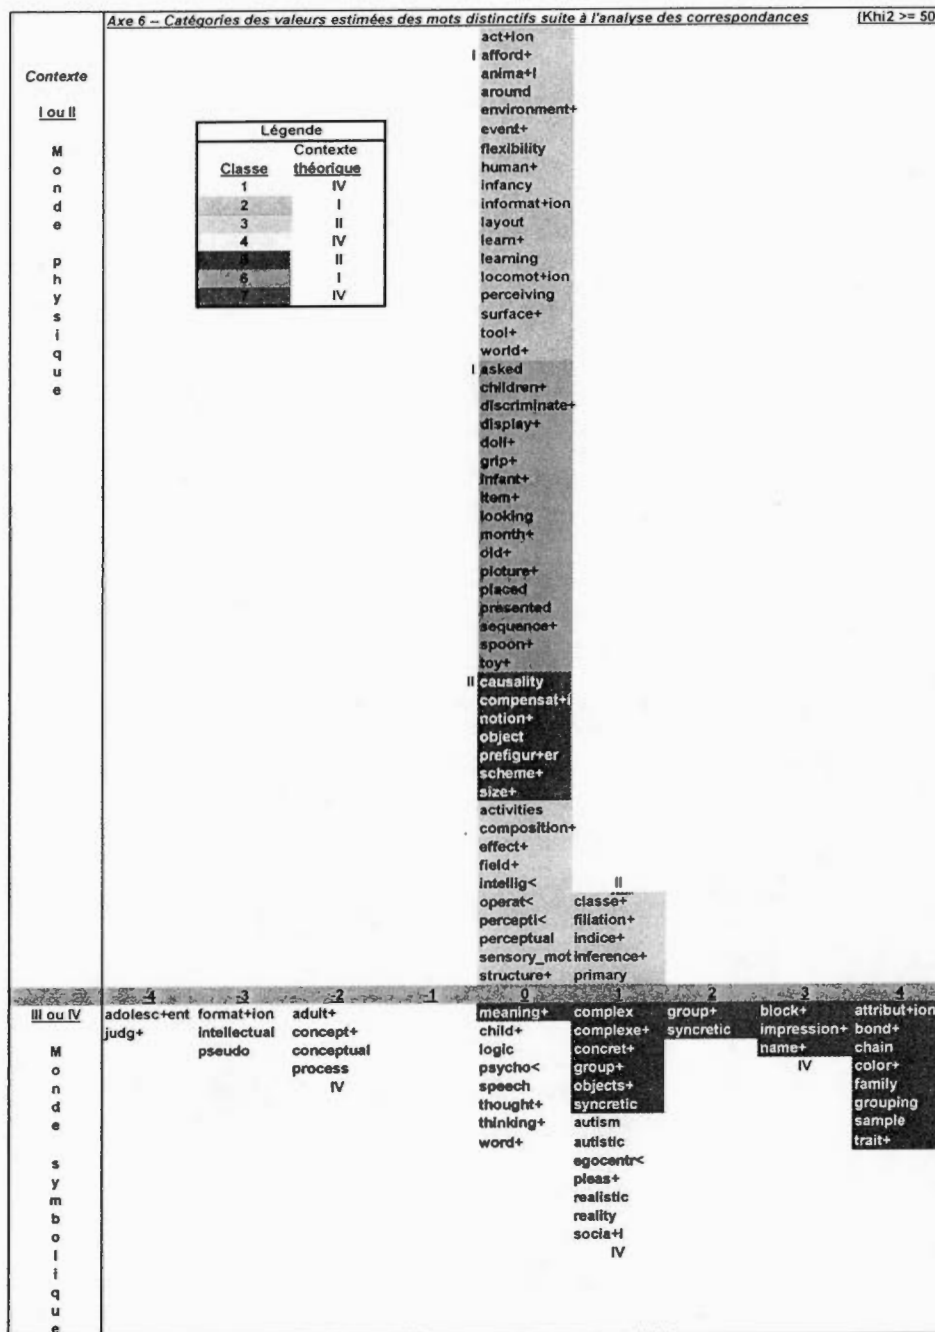 Axe 6 – Catégories des valeurs estimées des mots distinctifs suite à l'analyse des correspondances (Khi2 >= 50
Contexte
I ou II
Monde physique
Légende
Contexte
Classe théorique
1 IV
2 I
3 II
4 IV
5 II
6 I
7 IV
act+ion
I afford+
anima+l
around
environment+
event+
flexibility
human+
infancy
informat+ion
layout
learn+
learning
locomot+ion
perceiving
surface+
tool+
world+
I asked
children+
discriminate+
display+
doll+
grip+
infant+
item+
looking
month+
old+
picture+
placed
presented
sequence+
spoon+
toy+
II causality
compensat+i
notion+
object
prefigur+er
scheme+
size+
activities
composition+
effect+
field+
intellig< II
operat< classe+
percepti< filiation+
perceptual indice+
sensory_mot inference+
structure+ primary
-4 -3 -2 -1 0 1 2 3 4
III ou IV
Monde symbolique
adolesc+ent format+ion adult+ meaning+ complex group+ block+ attribut+ion
judg+ intellectual concept+ child+ complexe+ syncretic impression+ bond+
pseudo conceptual logic concret+ name+ chain
process psycho< group+ IV color+
IV speech objects+ family
thought+ syncretic grouping
thinking+ autism sample
word+ autistic trait+
egocentr<
pleas+
realistic
reality
socia+l
IV